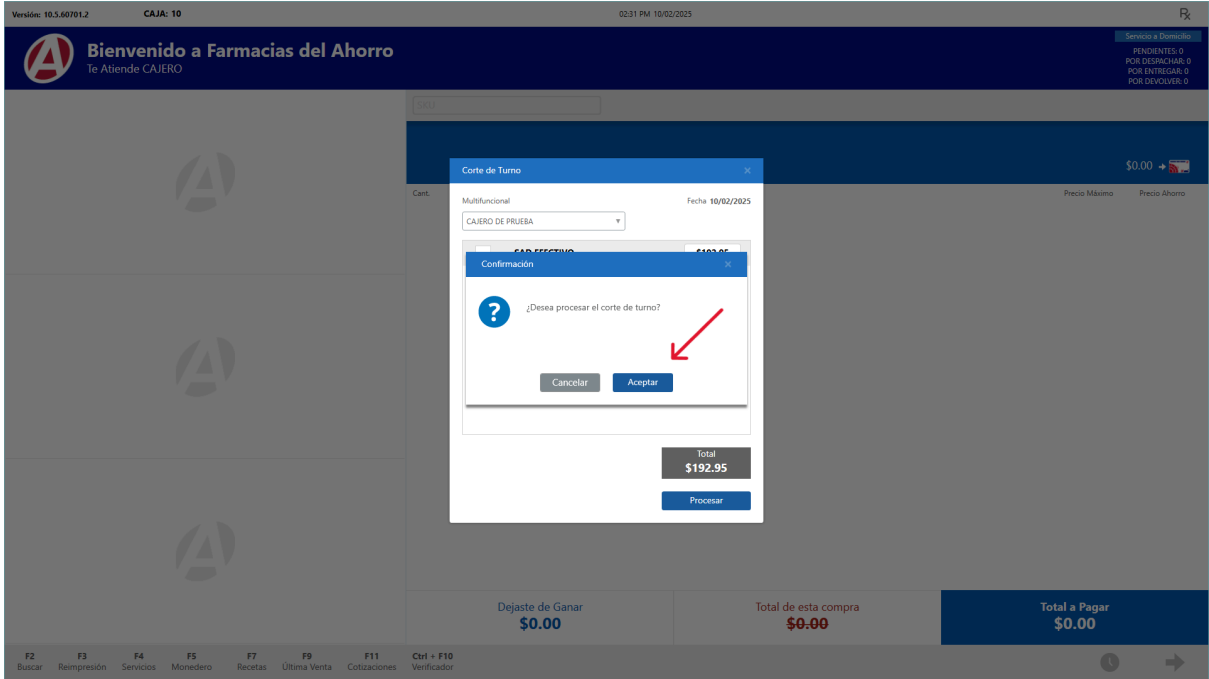 Versión: 10.5.60701.2 CAJA: 10 02:31 PM 10/02/2025
Bienvenido a Farmacias del Ahorro
Te Atiende CAJERO
Servicio a Domicilio
PENDIENTES: 0
POR DESPACHAR: 0
POR ENTREGAR: 0
POR DEVOLVER: 0
SKU
$0.00
Cant. Precio Máximo Precio Ahorro
Corte de Turno
Multifuncional Fecha 10/02/2025
CAJERO DE PRUEBA
SAD EFECTIVO $192.95
Confirmación
¿Desea procesar el corte de turno?
Cancelar Aceptar
Total
$192.95
Procesar
Dejaste de Ganar
$0.00
Total de esta compra
$0.00
Total a Pagar
$0.00
F2 F3 F4 F5 F7 F9 F11 Ctrl + F10
Buscar Reimpresión Servicios Monedero Recetas Última Venta Cotizaciones Verificador